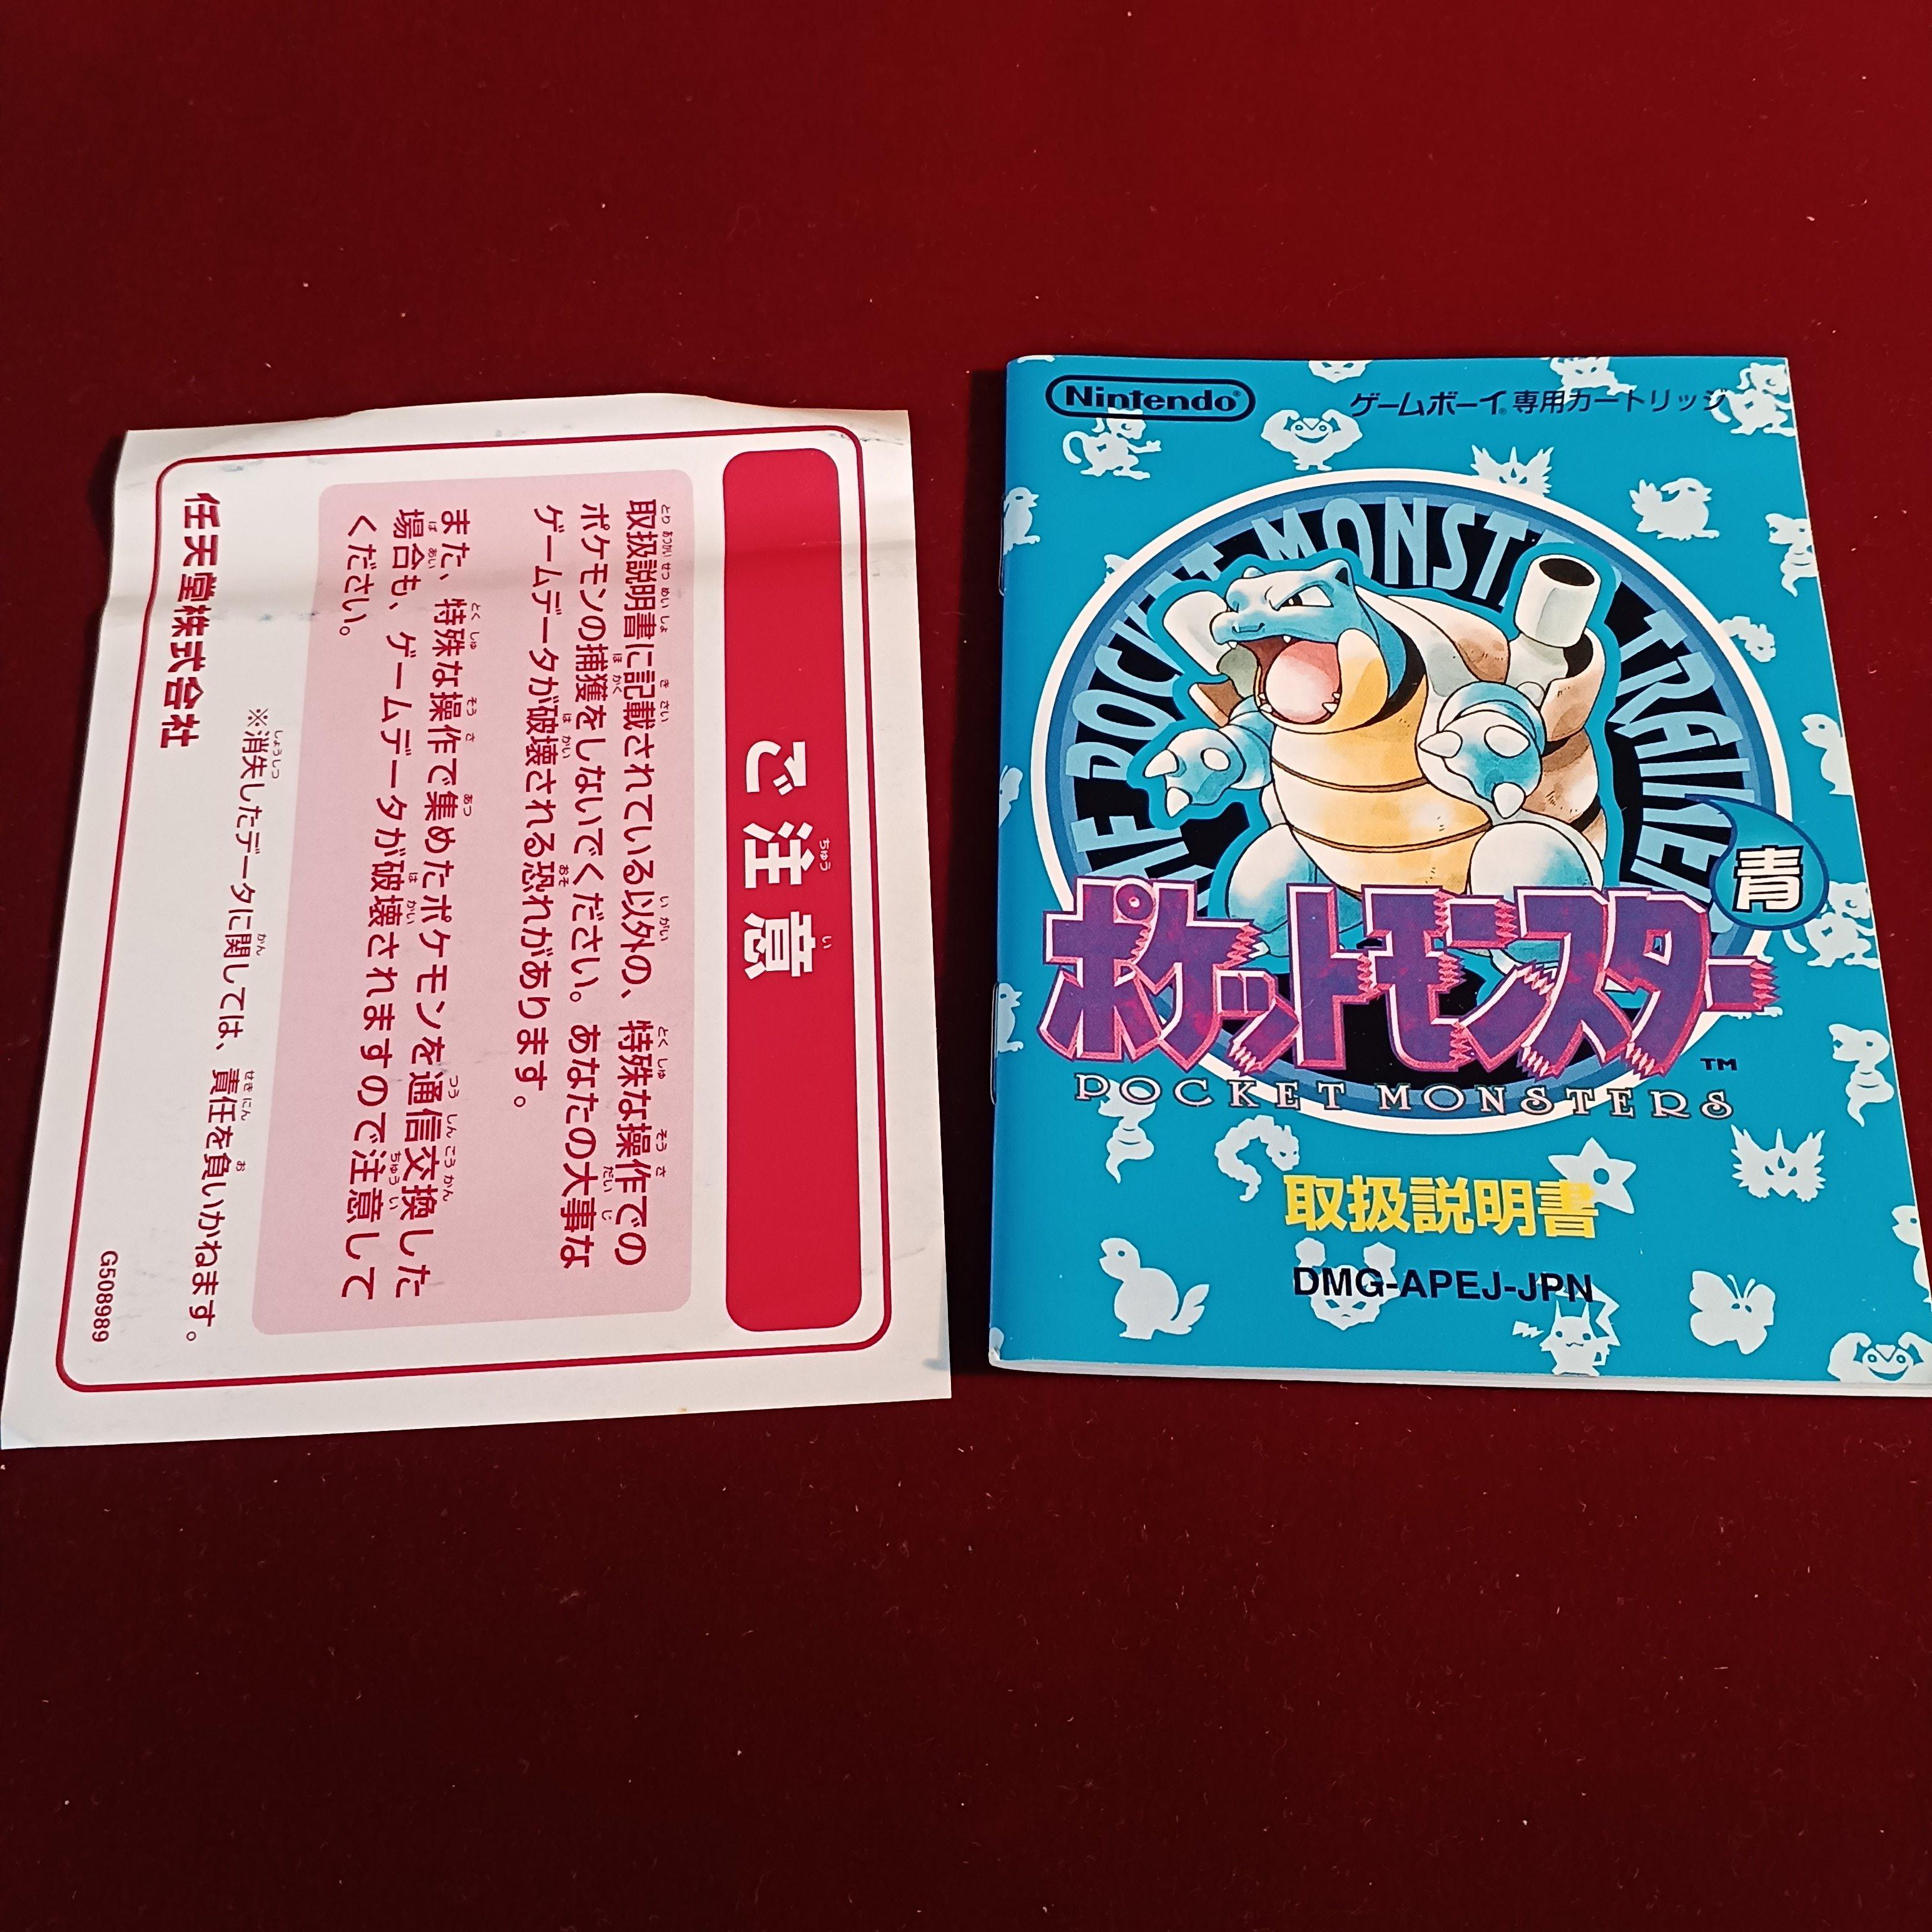 ご注意
取扱説明書に記載されている以外の、特殊な操作での
ポケモンの捕獲をしないでください。あなたの大事な
ゲームデータが破壊される恐れがあります。
また、特殊な操作で集めたポケモンを通信交換した
場合も、ゲームデータが破壊されますので注意して
ください。
※消失したデータに関しては、責任を負いかねます。
任天堂株式会社
G508989
Nintendo®
ゲームボーイ®専用カートリッジ
POCKET MONSTER TRAINER
青
ポケットモンスター
POCKET MONSTERS™
取扱説明書
DMG-APEJ-JPN